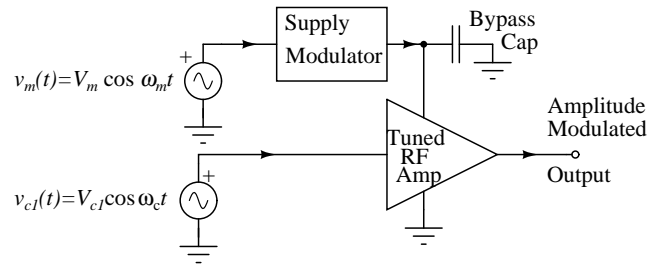 Supply
Modulator
Bypass
Cap
+
v_m(t)=V_m cos ω_m t
Tuned
RF
Amp
Amplitude
Modulated
Output
+
v_c1(t)=V_c1 cos ω_c t